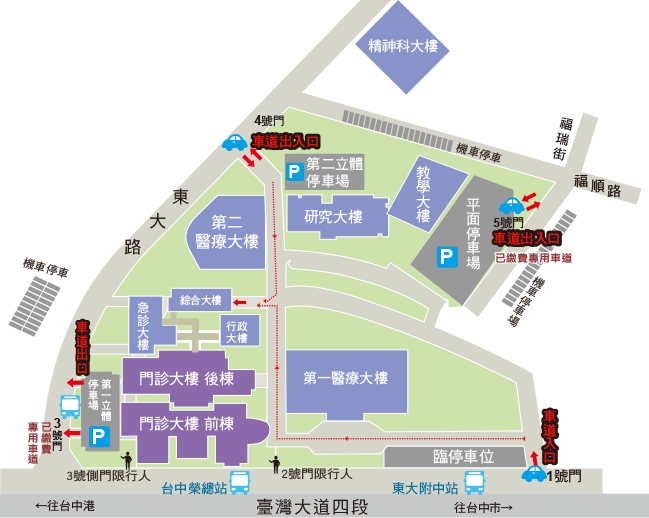 精神科大樓
4號門
車道出入口
福瑞街
機車停車
P
第二立體
停車場
教學大樓
福順路
東大路
第二
醫療大樓
研究大樓
平面停車場
P
5號門
車道出入口
已繳費專用車道
機車停車
機車停車
急診大樓
綜合大樓
行政
大樓
車道出口
門診大樓 後棟
第一醫療大樓
第一立體
停車場
P
門診大樓 前棟
3號門
已繳費
專用車道
車道入口
臨停車位
3號側門限行人
2號門限行人
1號門
台中榮總站
東大附中站
←往台中港
臺灣大道四段
往台中市→